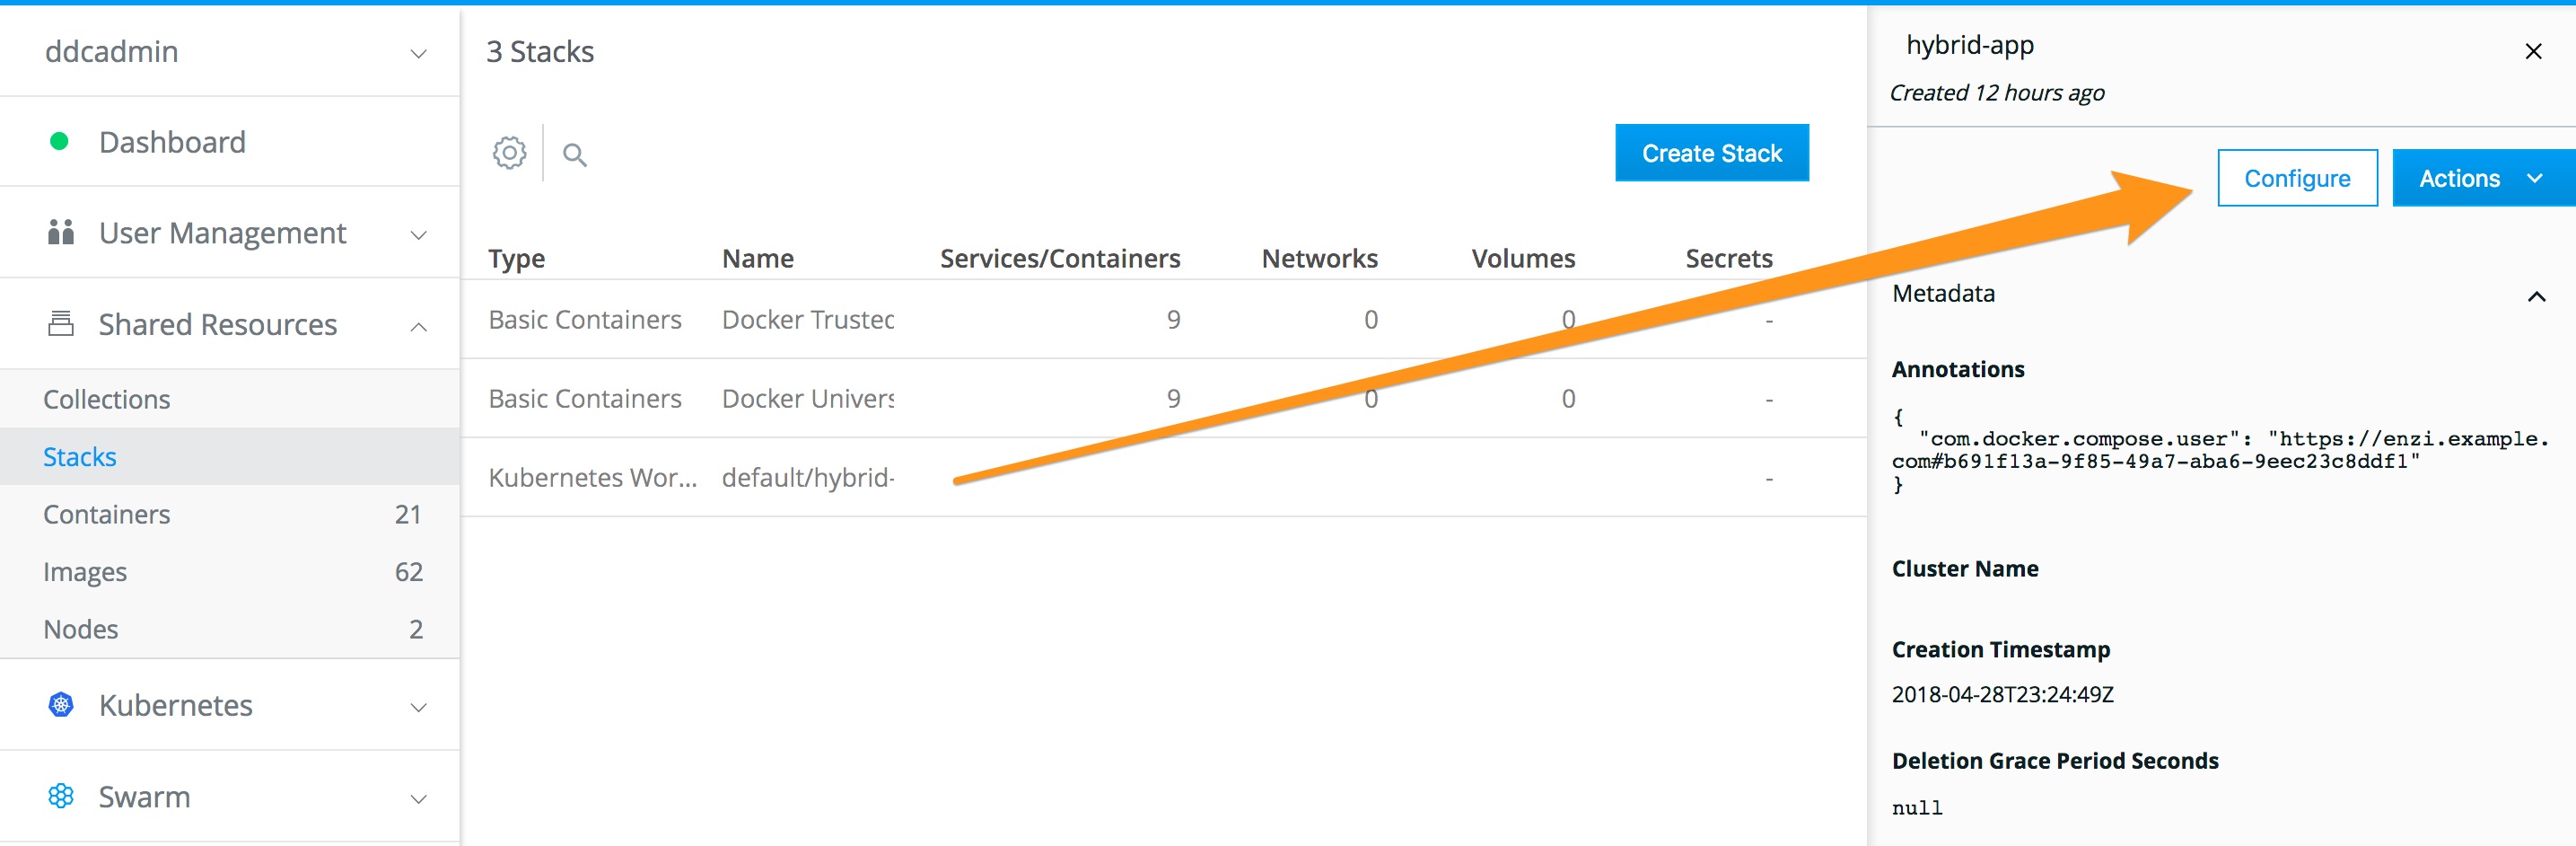 ddcadmin
Dashboard
User Management
Shared Resources
Collections
Stacks
Containers 21
Images 62
Nodes 2
Kubernetes
Swarm
3 Stacks
Create Stack
Type Name Services/Containers Networks Volumes Secrets
Basic Containers Docker Trusted 9 0 0 -
Basic Containers Docker Univers 9 0 0 -
Kubernetes Wor... default/hybrid- -
hybrid-app
Created 12 hours ago
Configure Actions
Metadata
Annotations
{
"com.docker.compose.user": "https://enzi.example.
com#b691f13a-9f85-49a7-aba6-9eec23c8ddf1"
}
Cluster Name
Creation Timestamp
2018-04-28T23:24:49Z
Deletion Grace Period Seconds
null